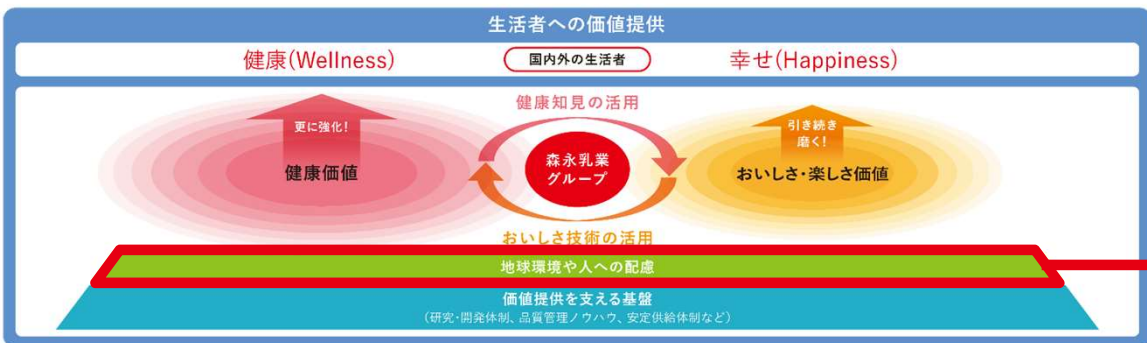 生活者への価値提供
健康(Wellness)
国内外の生活者
幸せ(Happiness)
健康知見の活用
更に強化!
引き続き
磨く!
健康価値
森永乳業
グループ
おいしさ・楽しさ価値
おいしさ技術の活用
地球環境や人への配慮
価値提供を支える基盤
(研究・開発体制、品質管理ノウハウ、安定供給体制など)